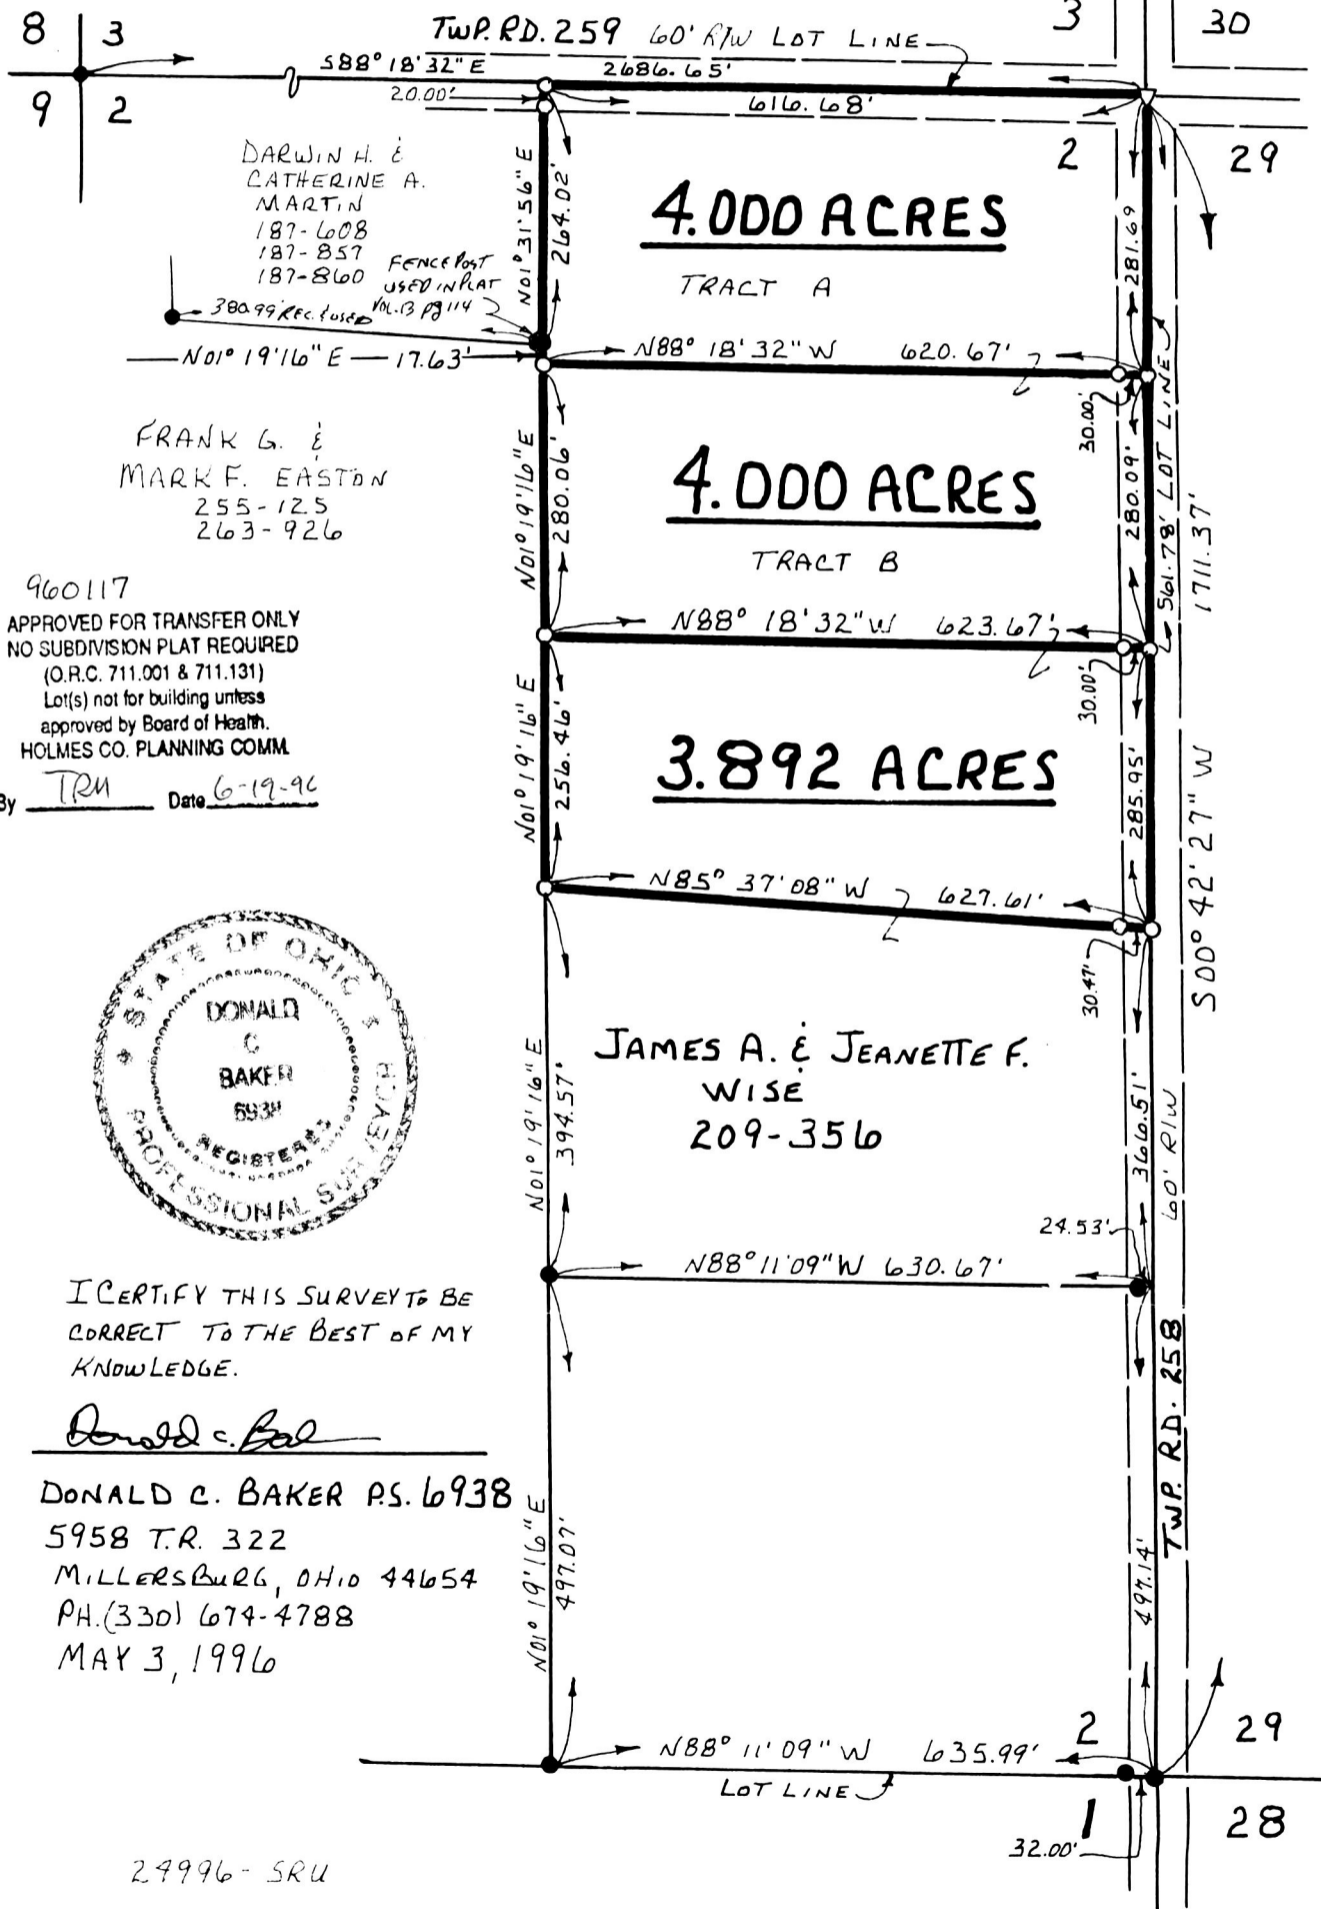 8 3
9 2
TWP. RD. 259 60' R/W LOT LINE
3 30
S88° 18' 32" E 2686.65'
20.00'
616.68'
2 29
DARWIN H. &
CATHERINE A.
MARTIN
187-608
187-857
187-860
FENCE POST
USED IN PLAT
VOL. 13 pg 114
380.99' REC. & USED
N01° 19' 16" E 17.63'
N01° 31' 56" E
264.02'
4.000 ACRES
TRACT A
281.69
N88° 18' 32" W 620.67'
30.00'
FRANK G. &
MARK F. EASTON
255-125
263-926
N01° 19' 16" E
280.06'
4.000 ACRES
TRACT B
280.09'
561.78' LOT LINE
1711.37'
S00° 42' 27" W
N88° 18' 32" W 623.67'
30.00'
960117
APPROVED FOR TRANSFER ONLY
NO SUBDIVISION PLAT REQUIRED
(O.R.C. 711.001 & 711.131)
Lot(s) not for building unless
approved by Board of Health.
HOLMES CO. PLANNING COMM.
By TRM Date 6-19-96
N01° 19' 16" E
256.46'
3.892 ACRES
285.95'
N85° 37' 08" W 627.61'
30.47'
STATE OF OHIO
DONALD
C
BAKER
6938
REGISTERED
PROFESSIONAL SURVEYOR
JAMES A. & JEANETTE F.
WISE
209-356
N01° 19' 16" E
394.57'
366.51'
60' R/W
24.53'
N88° 11' 09" W 630.67'
I CERTIFY THIS SURVEY TO BE
CORRECT TO THE BEST OF MY
KNOWLEDGE.
Donald C. Bak
DONALD C. BAKER P.S. 6938
5958 T.R. 322
MILLERSBURG, OHIO 44654
PH. (330) 674-4788
MAY 3, 1996
N01° 19' 16" E
497.07'
497.14'
TWP. RD. 258
N88° 11' 09" W 635.99'
LOT LINE
2 29
1 28
32.00'
24996-SRU